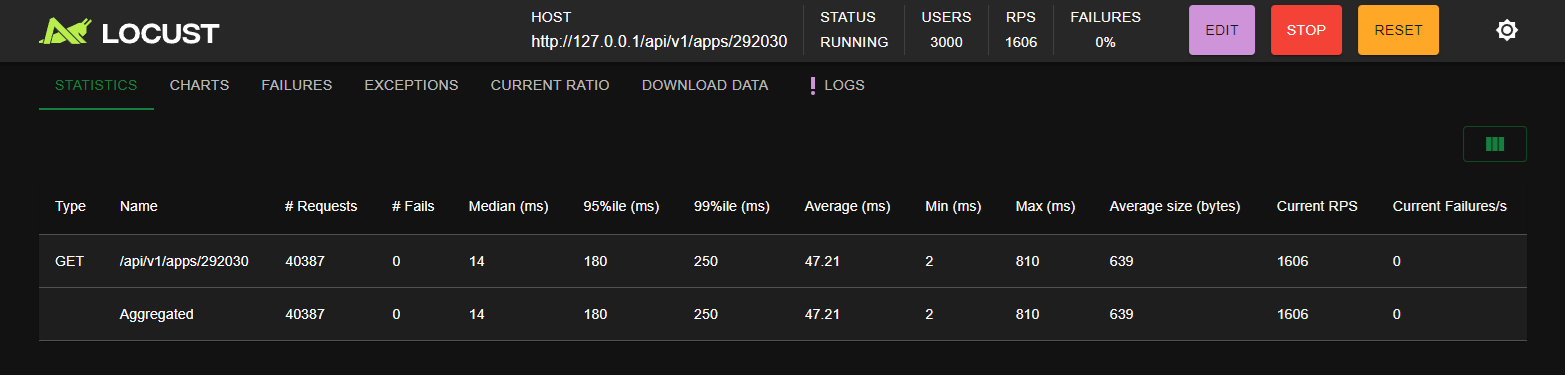 LOCUST
HOST
http://127.0.0.1/api/v1/apps/292030
STATUS
RUNNING
USERS
3000
RPS
1606
FAILURES
0%
EDIT
STOP
RESET
STATISTICS CHARTS FAILURES EXCEPTIONS CURRENT RATIO DOWNLOAD DATA ! LOGS
Type Name # Requests # Fails Median (ms) 95%ile (ms) 99%ile (ms) Average (ms) Min (ms) Max (ms) Average size (bytes) Current RPS Current Failures/s
GET /api/v1/apps/292030 40387 0 14 180 250 47.21 2 810 639 1606 0
Aggregated 40387 0 14 180 250 47.21 2 810 639 1606 0